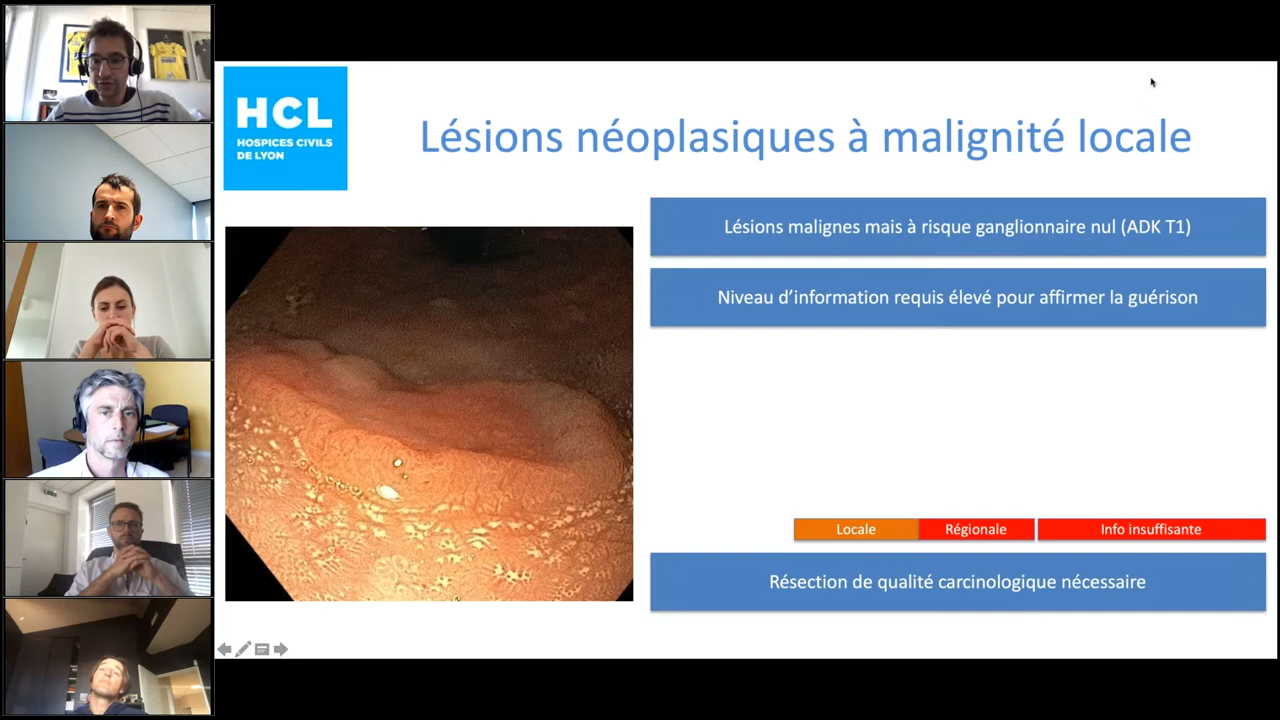 HCL
HOSPICES CIVILS
DE LYON
Lésions néoplasiques à malignité locale
Lésions malignes mais à risque ganglionnaire nul (ADK T1)
Niveau d’information requis élevé pour affirmer la guérison
Locale
Régionale
Info insuffisante
Résection de qualité carcinologique nécessaire